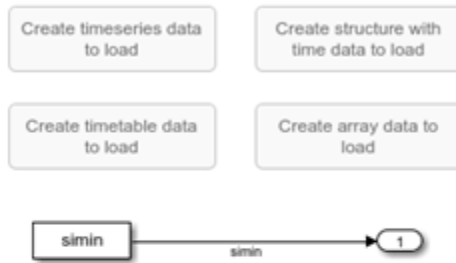 Create timeseries data
to load
Create structure with
time data to load
Create timetable data
to load
Create array data to
load
simin
simin
1